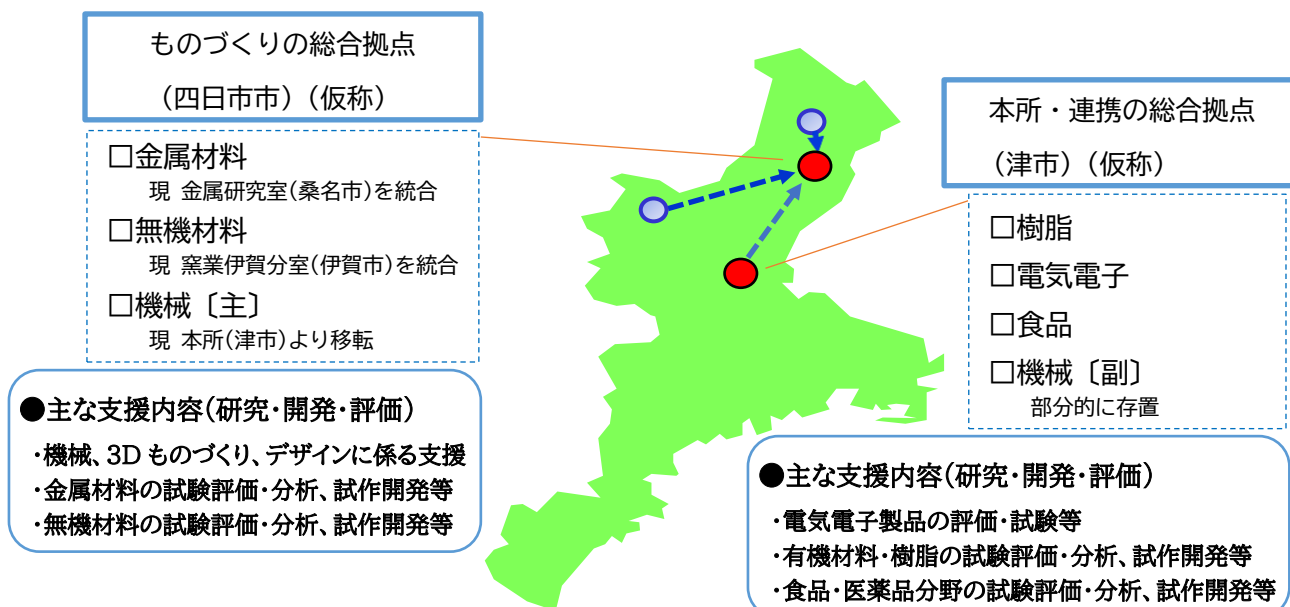 ものづくりの総合拠点
(四日市市)(仮称)
□金属材料
現 金属研究室(桑名市)を統合
□無機材料
現 窯業伊賀分室(伊賀市)を統合
□機械〔主〕
現 本所(津市)より移転
●主な支援内容(研究・開発・評価)
・機械、3D ものづくり、デザインに係る支援
・金属材料の試験評価・分析、試作開発等
・無機材料の試験評価・分析、試作開発等
本所・連携の総合拠点
(津市)(仮称)
□樹脂
□電気電子
□食品
□機械〔副〕
部分的に存置
●主な支援内容(研究・開発・評価)
・電気電子製品の評価・試験等
・有機材料・樹脂の試験評価・分析、試作開発等
・食品・医薬品分野の試験評価・分析、試作開発等